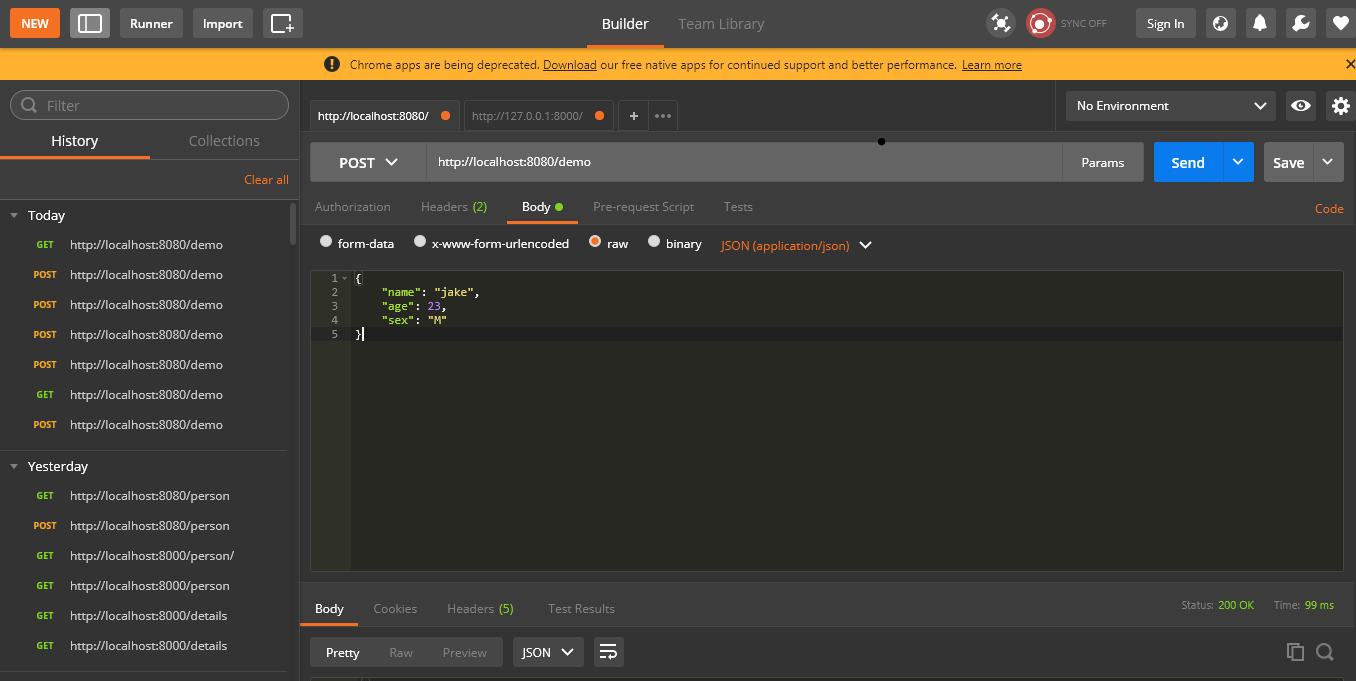 NEW Runner Import Builder Team Library SYNC OFF Sign In
Chrome apps are being deprecated. Download our free native apps for continued support and better performance. Learn more
Filter
History Collections
Clear all
Today
GET http://localhost:8080/demo
POST http://localhost:8080/demo
POST http://localhost:8080/demo
POST http://localhost:8080/demo
POST http://localhost:8080/demo
GET http://localhost:8080/demo
POST http://localhost:8080/demo
Yesterday
GET http://localhost:8080/person
POST http://localhost:8080/person
GET http://localhost:8000/person/
GET http://localhost:8000/person
GET http://localhost:8000/details
GET http://localhost:8000/details
http://localhost:8080/ http://127.0.0.1:8000/ + ••• No Environment
POST http://localhost:8080/demo Params Send Save
Authorization Headers (2) Body Pre-request Script Tests Code
form-data x-www-form-urlencoded raw binary JSON (application/json)
1 {
2 "name": "jake",
3 "age": 23,
4 "sex": "M"
5 }
Body Cookies Headers (5) Test Results Status: 200 OK Time: 99 ms
Pretty Raw Preview JSON